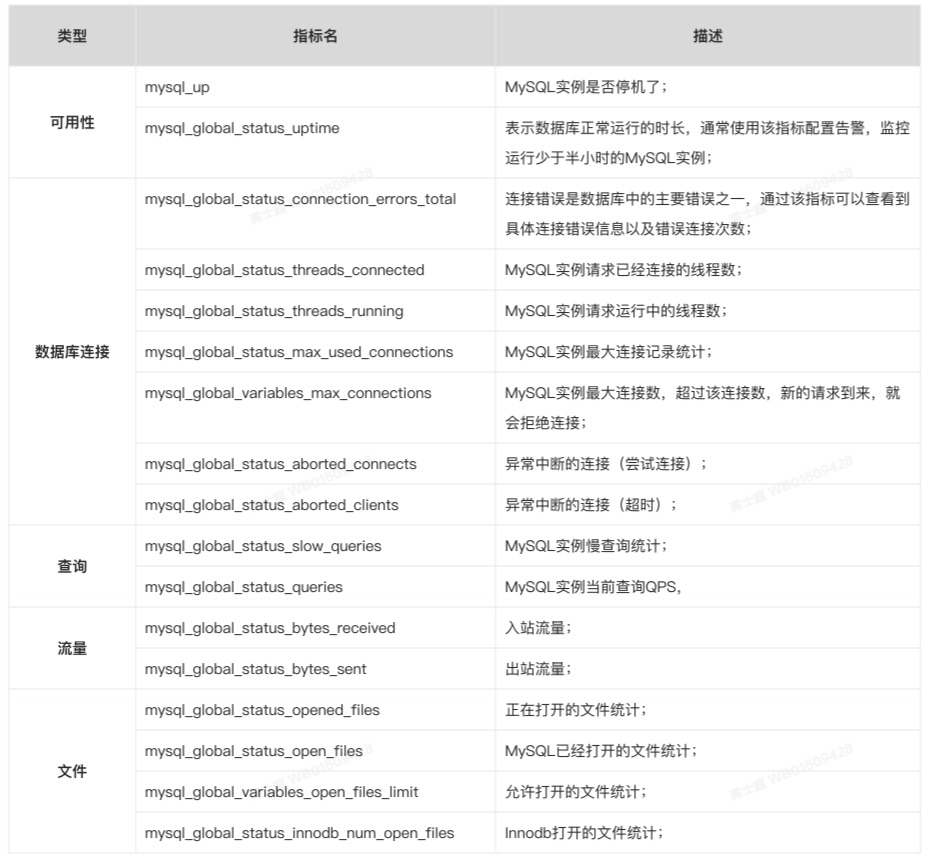 类型 指标名 描述
可用性
mysql_up MySQL实例是否停机了；
mysql_global_status_uptime 表示数据库正常运行的时长，通常使用该指标配置告警，监控
运行少于半小时的MySQL实例；
数据库连接
mysql_global_status_connection_errors_total 连接错误是数据库中的主要错误之一，通过该指标可以查看到
具体连接错误信息以及错误连接次数；
mysql_global_status_threads_connected MySQL实例请求已经连接的线程数；
mysql_global_status_threads_running MySQL实例请求运行中的线程数；
mysql_global_status_max_used_connections MySQL实例最大连接记录统计；
mysql_global_variables_max_connections MySQL实例最大连接数，超过该连接数，新的请求到来，就
会拒绝连接；
mysql_global_status_aborted_connects 异常中断的连接（尝试连接）；
mysql_global_status_aborted_clients 异常中断的连接（超时）；
查询
mysql_global_status_slow_queries MySQL实例慢查询统计；
mysql_global_status_queries MySQL实例当前查询QPS，
流量
mysql_global_status_bytes_received 入站流量；
mysql_global_status_bytes_sent 出站流量；
文件
mysql_global_status_opened_files 正在打开的文件统计；
mysql_global_status_open_files MySQL已经打开的文件统计；
mysql_global_variables_open_files_limit 允许打开的文件统计；
mysql_global_status_innodb_num_open_files Innodb打开的文件统计；
WB01609428